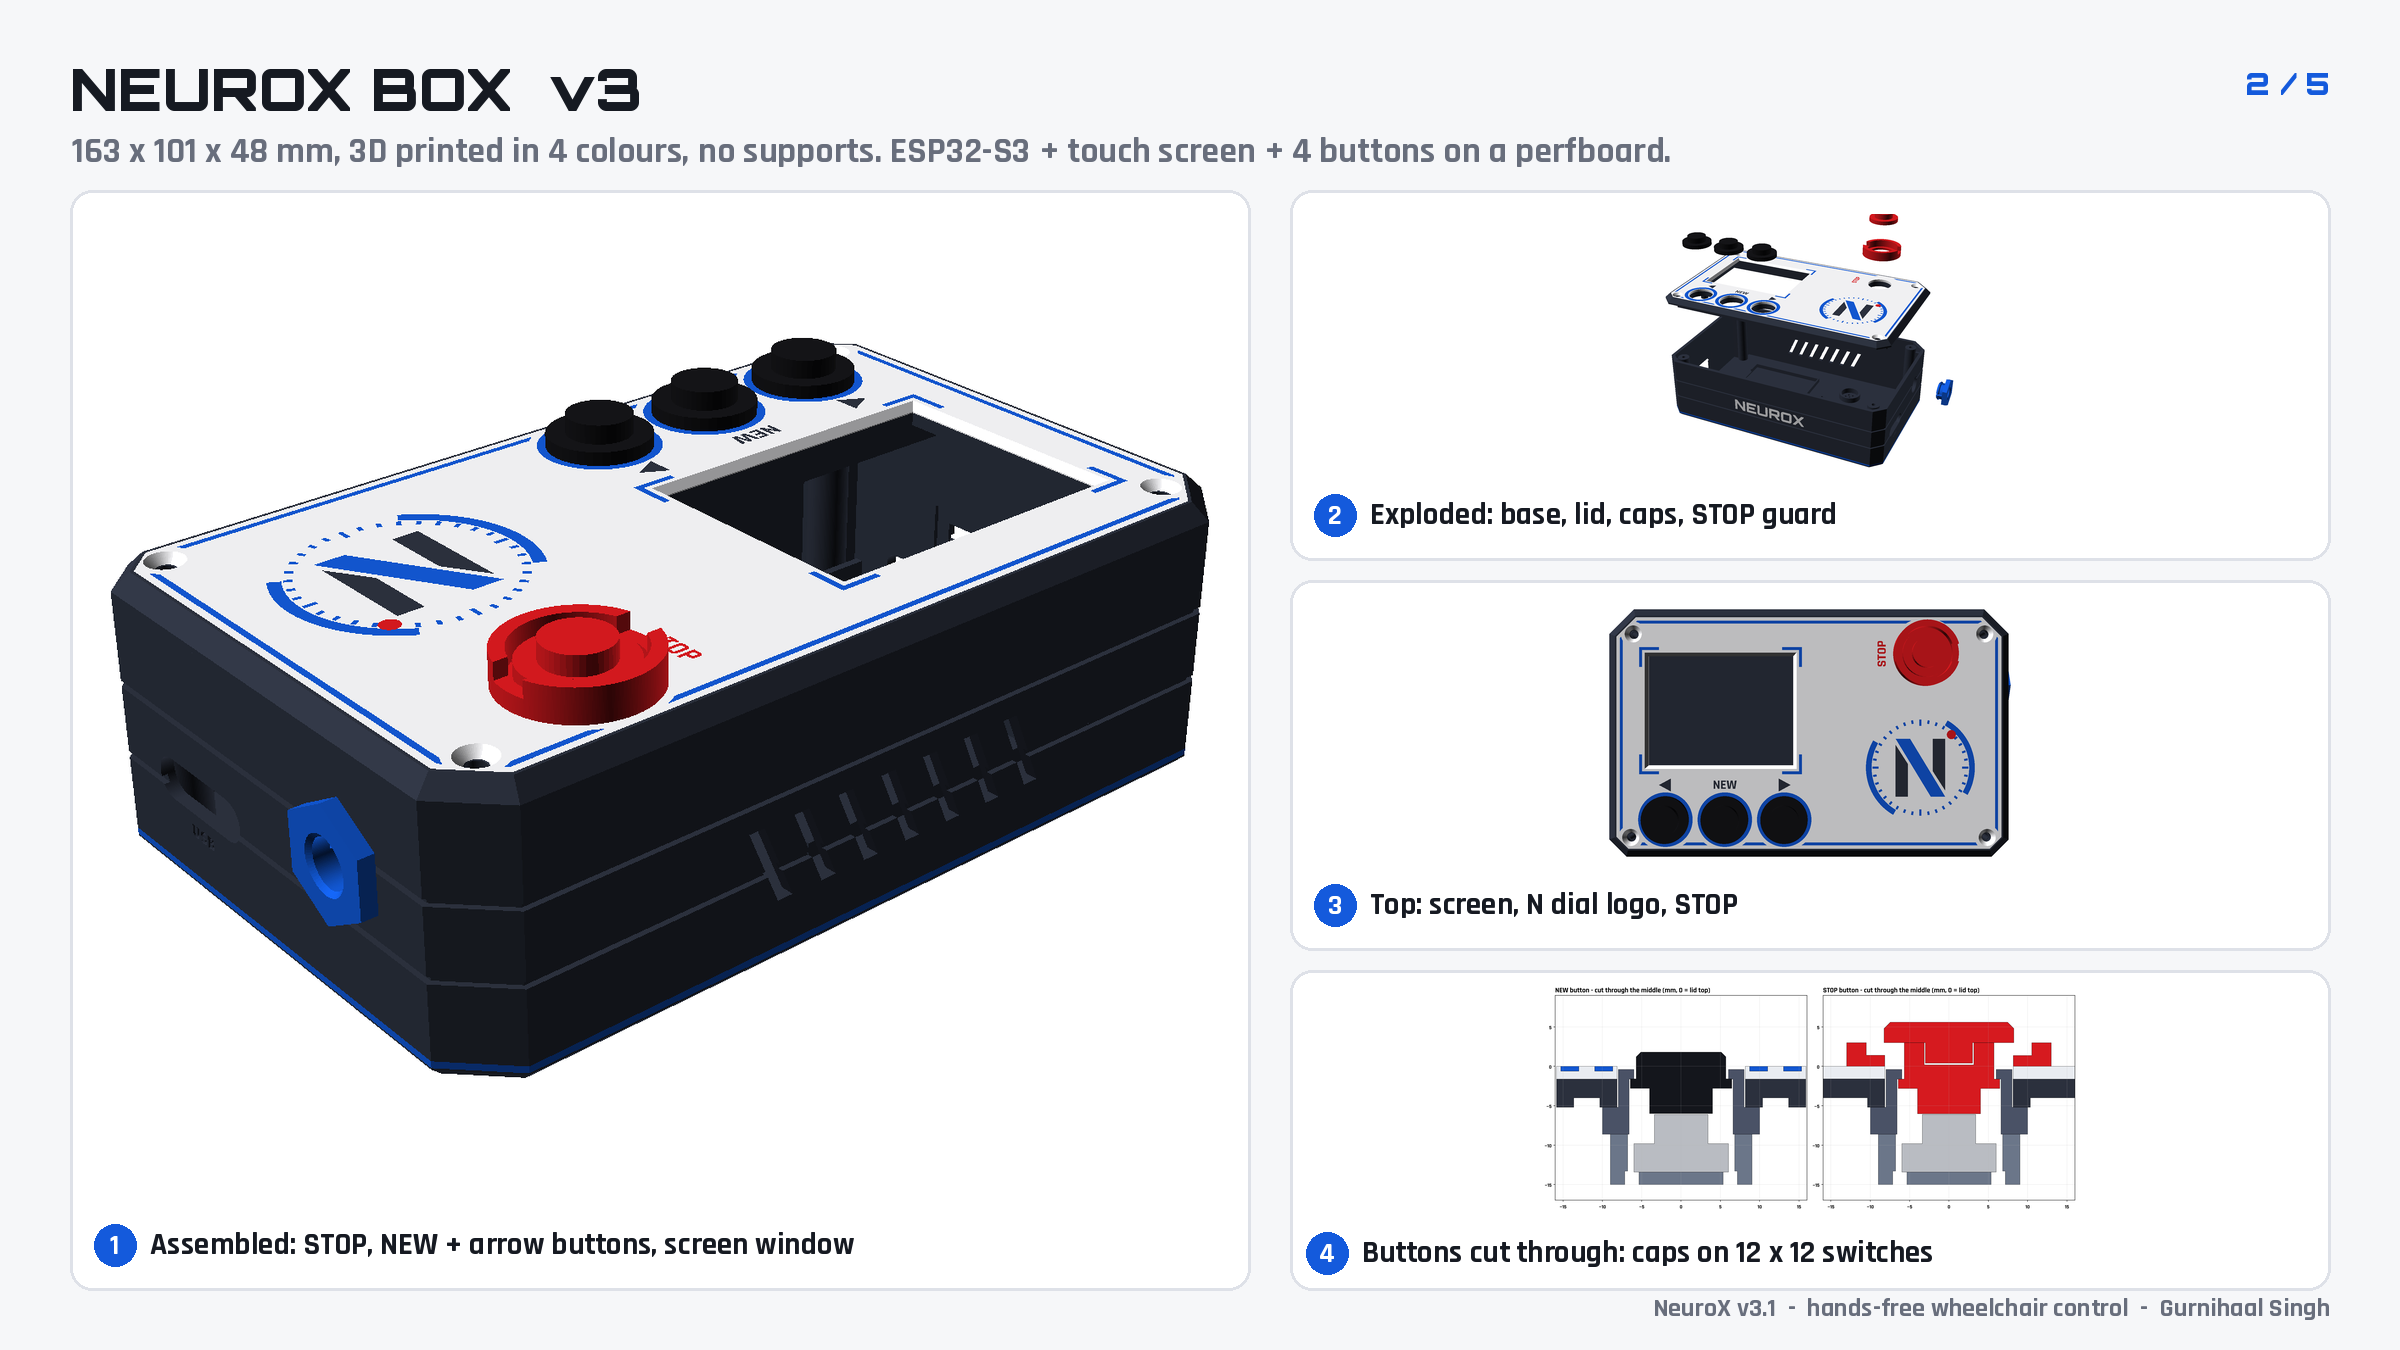 NEUROX BOX v3
2 / 5
163 x 101 x 48 mm, 3D printed in 4 colours, no supports. ESP32-S3 + touch screen + 4 buttons on a perfboard.
NEW
N
1 Assembled: STOP, NEW + arrow buttons, screen window
NEW
N
NEUROX
2 Exploded: base, lid, caps, STOP guard
STOP
N
NEW
3 Top: screen, N dial logo, STOP
NEW button - cut through the middle (mm, 0 = lid top)
STOP button - cut through the middle (mm, 0 = lid top)
4 Buttons cut through: caps on 12 x 12 switches
NeuroX v3.1 - hands-free wheelchair control - Gurnihaal Singh